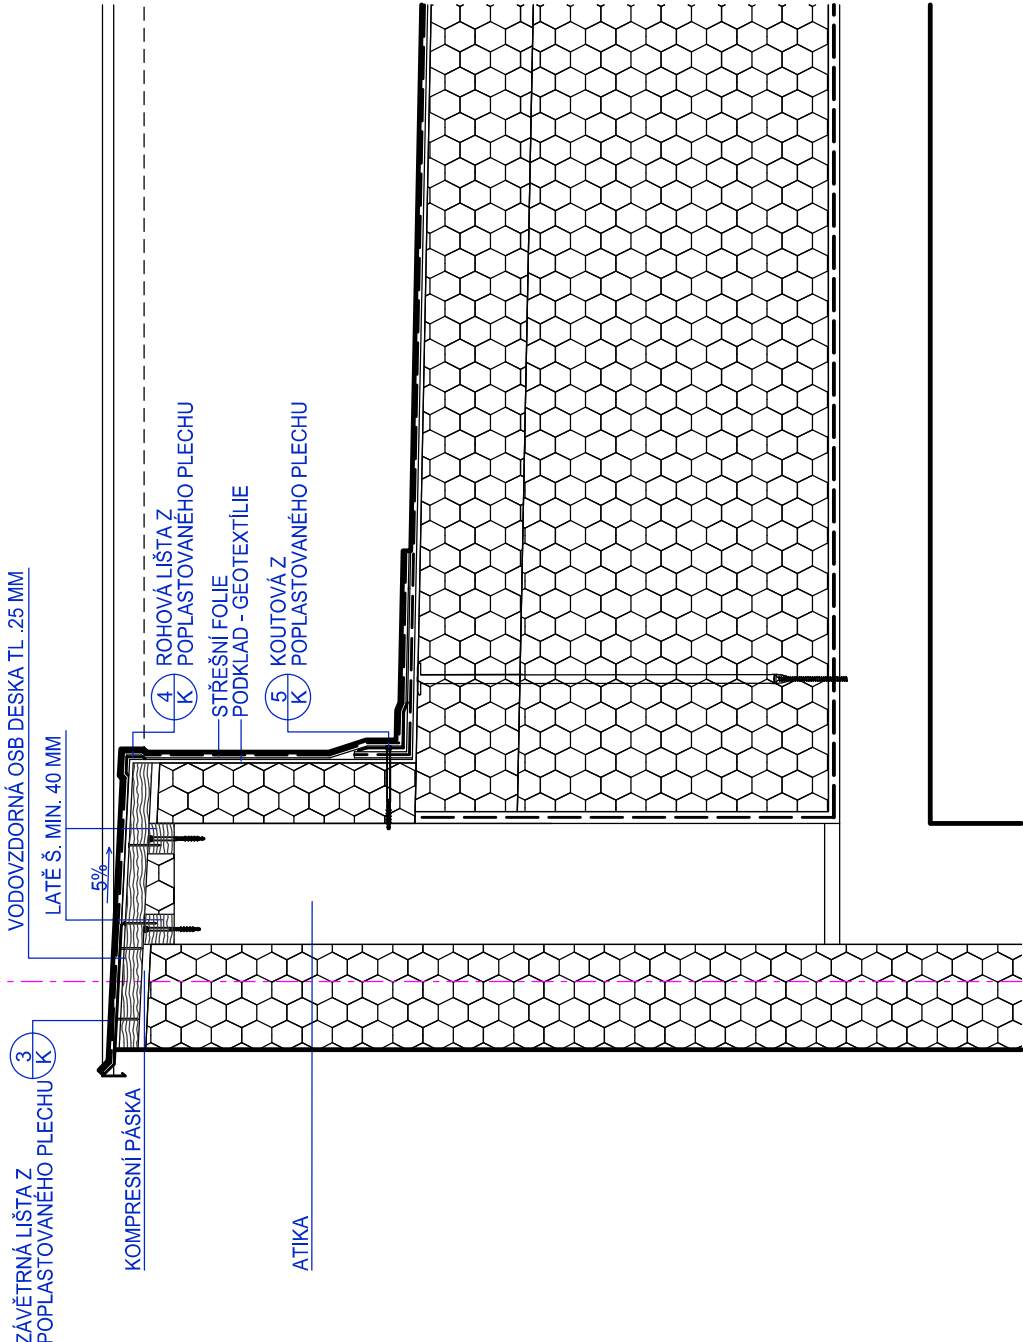 ZÁVĚTRNÁ LIŠTA Z
POPLASTOVANÉHO PLECHU
3
K
VODOVZDORNÁ OSB DESKA TL .25 MM
LATĚ Š. MIN. 40 MM
5%
KOMPRESNÍ PÁSKA
4
K
ROHOVÁ LIŠTA Z
POPLASTOVANÉHO PLECHU
STŘEŠNÍ FOLIE
PODKLAD - GEOTEXTÍLIE
5
K
KOUTOVÁ Z
POPLASTOVANÉHO PLECHU
ATIKA